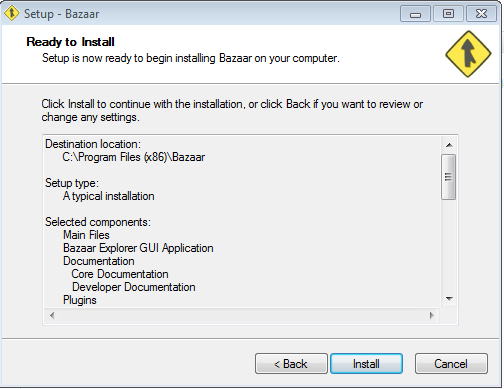 Setup - Bazaar
Ready to Install
Setup is now ready to begin installing Bazaar on your computer.
Click Install to continue with the installation, or click Back if you want to review or
change any settings.
Destination location:
C:\Program Files (x86)\Bazaar
Setup type:
A typical installation
Selected components:
Main Files
Bazaar Explorer GUI Application
Documentation
Core Documentation
Developer Documentation
Plugins
< Back
Install
Cancel